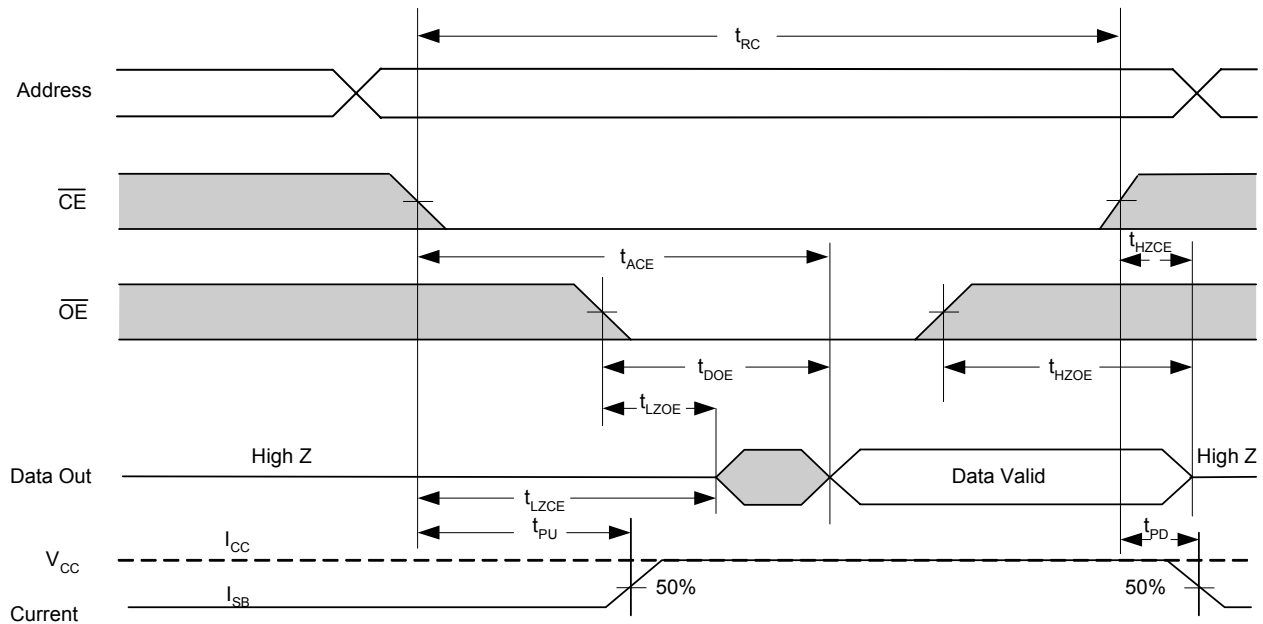 tRC
Address
CE
tHZCE
tACE
OE
tDOE
tHZOE
tLZOE
High Z
High Z
Data Out
Data Valid
tLZCE
tPU
tPD
ICC
VCC
50%
50%
ISB
Current